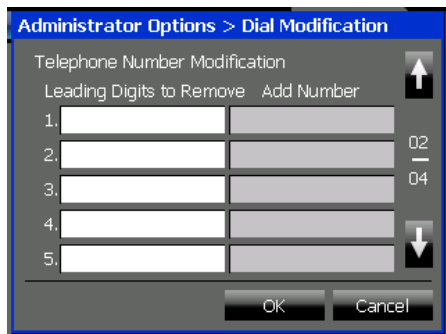 Administrator Options > Dial Modification
Telephone Number Modification
Leading Digits to Remove Add Number
1.
2.
02
3.
04
4.
5.
OK Cancel